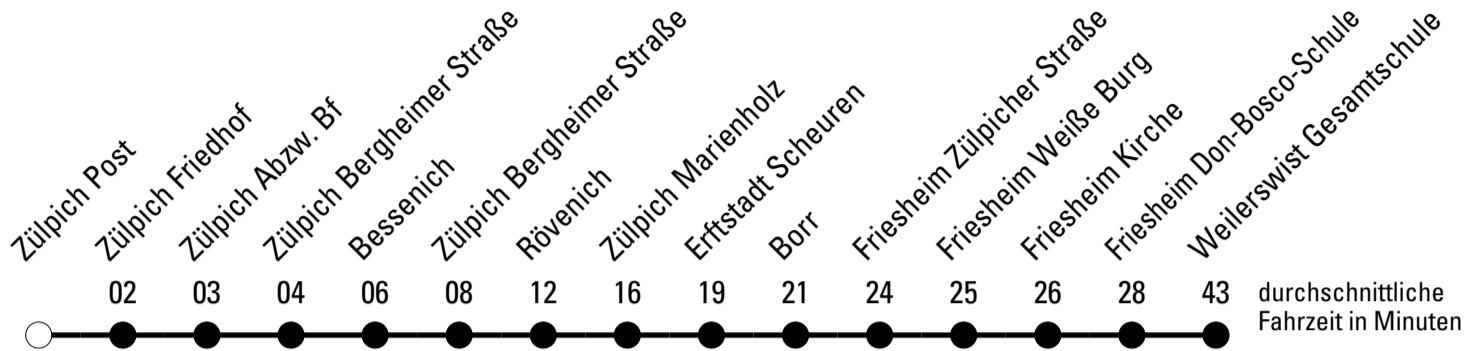 Zülpich Post
Zülpich Friedhof
Zülpich Abzw. Bf
Zülpich Bergheimer Straße
Bessenich
Zülpich Bergheimer Straße
Rövenich
Zülpich Marienholz
Erftstadt Scheuren
Borr
Friesheim Zülpicher Straße
Friesheim Weiße Burg
Friesheim Kirche
Friesheim Don-Bosco-Schule
Weilerswist Gesamtschule
02 03 04 06 08 12 16 19 21 24 25 26 28 43
durchschnittliche
Fahrzeit in Minuten